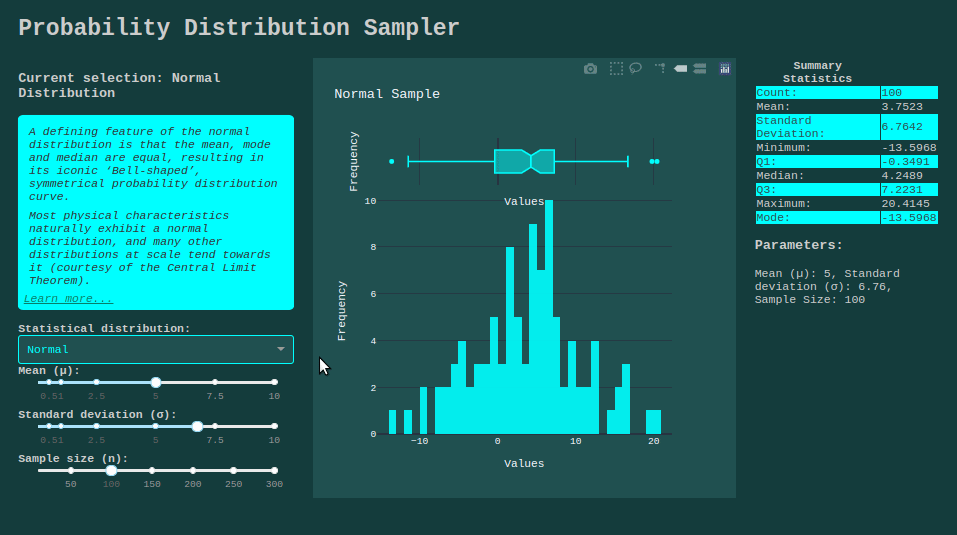 Probability Distribution Sampler
Current selection: Normal
Distribution
A defining feature of the normal
distribution is that the mean, mode
and median are equal, resulting in
its iconic ‘Bell-shaped’,
symmetrical probability distribution
curve.
Most physical characteristics
naturally exhibit a normal
distribution, and many other
distributions at scale tend towards
it (courtesy of the Central Limit
Theorem).
Learn more...
Statistical distribution:
Normal
Mean (μ):
0.51 2.5 5 7.5 10
Standard deviation (σ):
0.51 2.5 5 7.5 10
Sample size (n):
50 100 150 200 250 300
Normal Sample
Frequency
Values
10
8
6
4
2
0
Frequency
−10 0 10 20
Values
Summary
Statistics
Count: 100
Mean: 3.7523
Standard
Deviation: 6.7642
Minimum: -13.5968
Q1: -0.3491
Median: 4.2489
Q3: 7.2231
Maximum: 20.4145
Mode: -13.5968
Parameters:
Mean (μ): 5, Standard
deviation (σ): 6.76,
Sample Size: 100